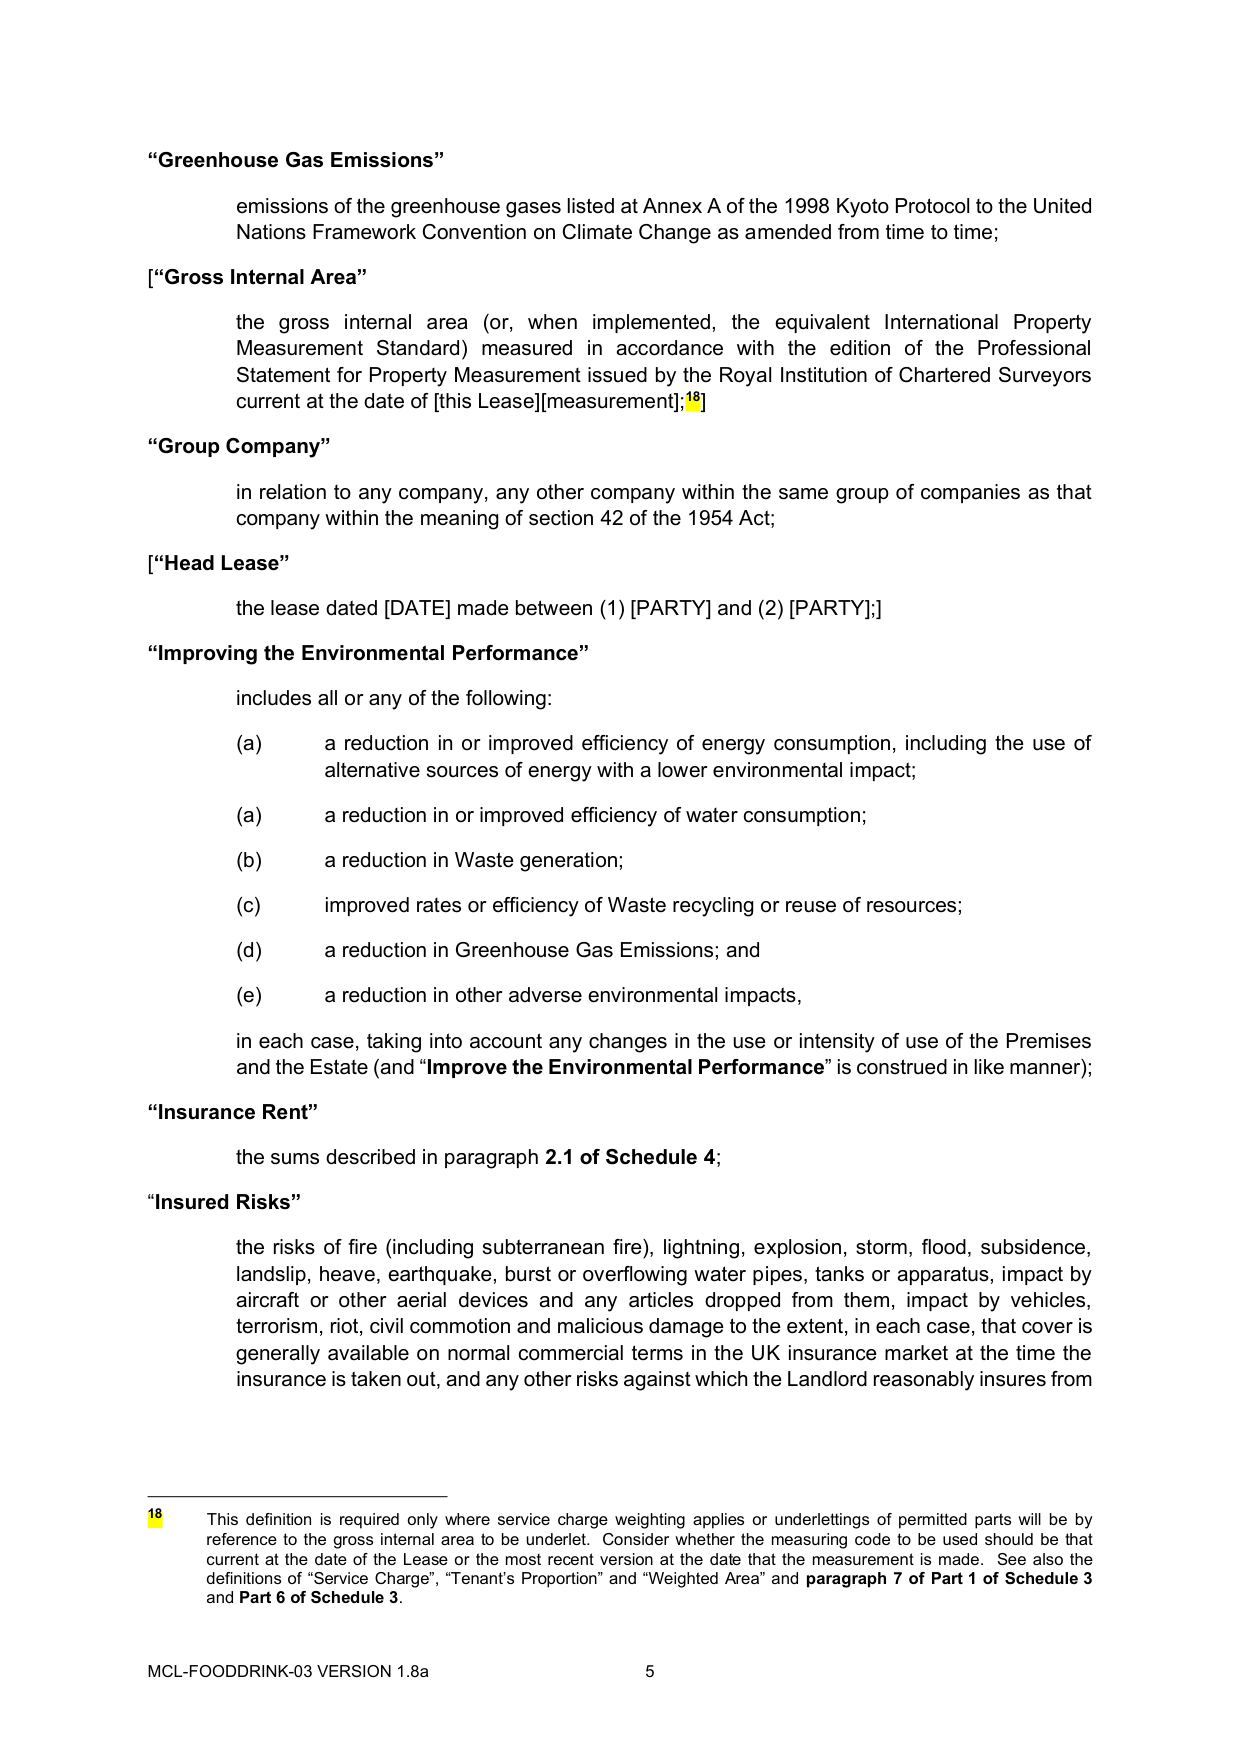 “Greenhouse Gas Emissions”
emissions of the greenhouse gases listed at Annex A of the 1998 Kyoto Protocol to the United
Nations Framework Convention on Climate Change as amended from time to time;
[“Gross Internal Area”
the gross internal area (or, when implemented, the equivalent International Property
Measurement Standard) measured in accordance with the edition of the Professional
Statement for Property Measurement issued by the Royal Institution of Chartered Surveyors
current at the date of [this Lease][measurement];18]
“Group Company”
in relation to any company, any other company within the same group of companies as that
company within the meaning of section 42 of the 1954 Act;
[“Head Lease”
the lease dated [DATE] made between (1) [PARTY] and (2) [PARTY];]
“Improving the Environmental Performance”
includes all or any of the following:
(a) a reduction in or improved efficiency of energy consumption, including the use of
alternative sources of energy with a lower environmental impact;
(a) a reduction in or improved efficiency of water consumption;
(b) a reduction in Waste generation;
(c) improved rates or efficiency of Waste recycling or reuse of resources;
(d) a reduction in Greenhouse Gas Emissions; and
(e) a reduction in other adverse environmental impacts,
in each case, taking into account any changes in the use or intensity of use of the Premises
and the Estate (and “Improve the Environmental Performance” is construed in like manner);
“Insurance Rent”
the sums described in paragraph 2.1 of Schedule 4;
“Insured Risks”
the risks of fire (including subterranean fire), lightning, explosion, storm, flood, subsidence,
landslip, heave, earthquake, burst or overflowing water pipes, tanks or apparatus, impact by
aircraft or other aerial devices and any articles dropped from them, impact by vehicles,
terrorism, riot, civil commotion and malicious damage to the extent, in each case, that cover is
generally available on normal commercial terms in the UK insurance market at the time the
insurance is taken out, and any other risks against which the Landlord reasonably insures from
18 This definition is required only where service charge weighting applies or underlettings of permitted parts will be by
reference to the gross internal area to be underlet. Consider whether the measuring code to be used should be that
current at the date of the Lease or the most recent version at the date that the measurement is made. See also the
definitions of “Service Charge”, “Tenant’s Proportion” and “Weighted Area” and paragraph 7 of Part 1 of Schedule 3
and Part 6 of Schedule 3.
MCL-FOODDRINK-03 VERSION 1.8a 5